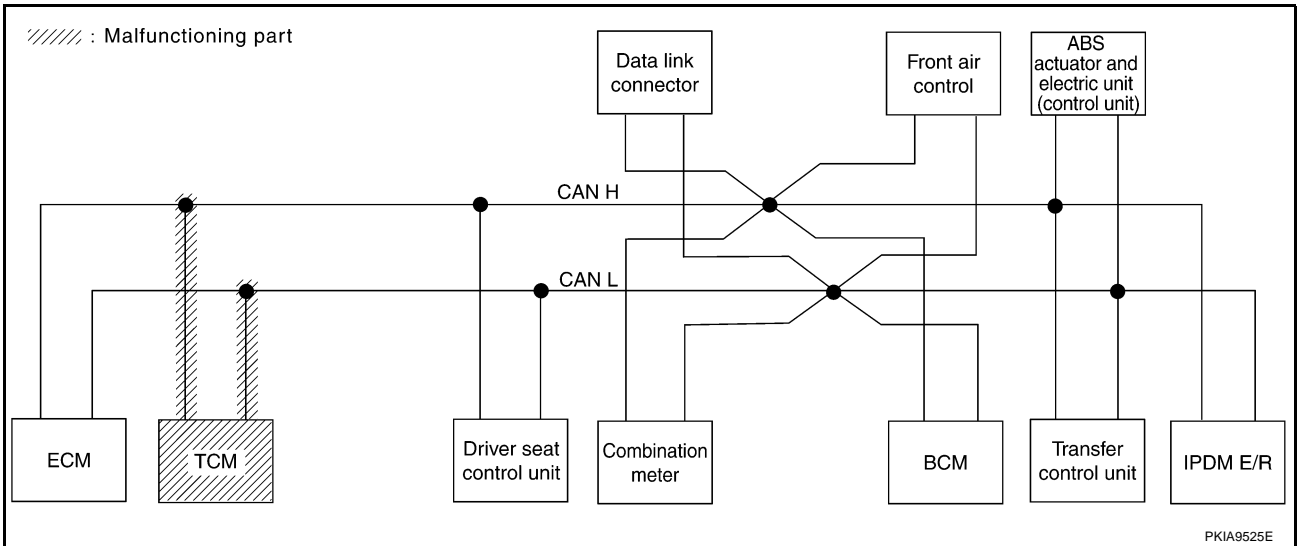 : Malfunctioning part
Data link
connector
Front air
control
ABS
actuator and
electric unit
(control unit)
CAN H
CAN L
ECM
TCM
Driver seat
control unit
Combination
meter
BCM
Transfer
control unit
IPDM E/R
PKIA9525E